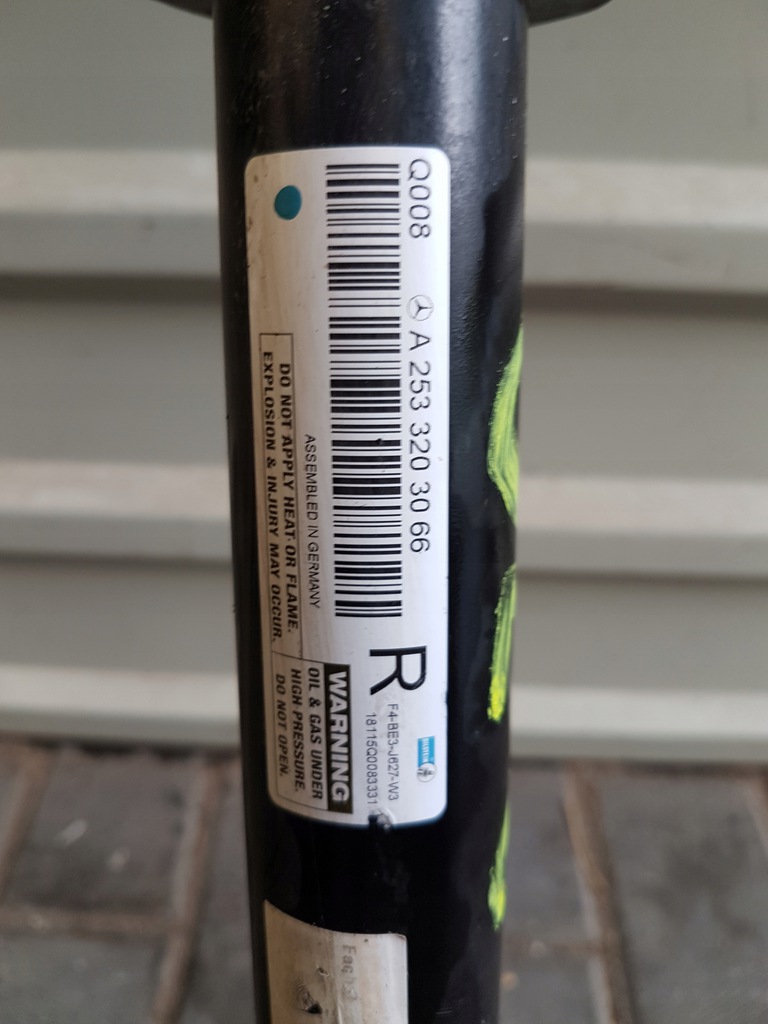 Q008 A 253 320 30 66
R
F4-BE3-J627-W3
18115Q0083331
ASSEMBLED IN GERMANY
DO NOT APPLY HEAT OR FLAME.
EXPLOSION & INJURY MAY OCCUR.
WARNING
OIL & GAS UNDER
HIGH PRESSURE.
DO NOT OPEN.